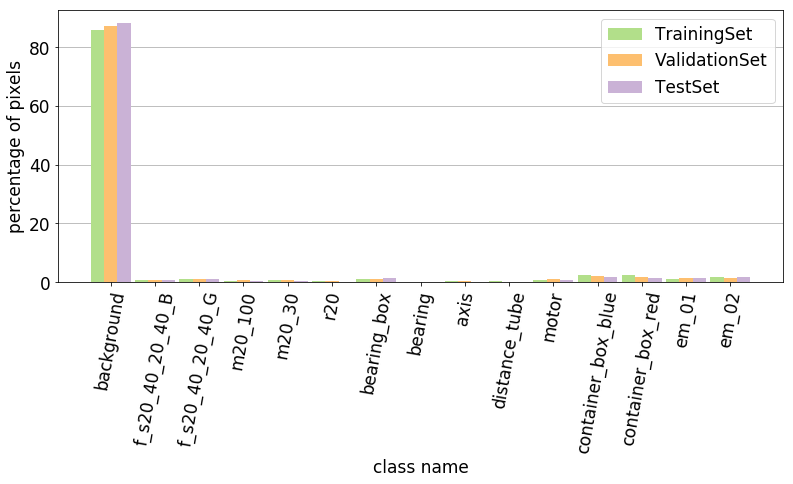 percentage of pixels
80
60
40
20
0
TrainingSet
ValidationSet
TestSet
background
f_s20_40_20_40_B
f_s20_40_20_40_G
m20_100
m20_30
r20
bearing_box
bearing
axis
distance_tube
motor
container_box_blue
container_box_red
em_01
em_02
class name